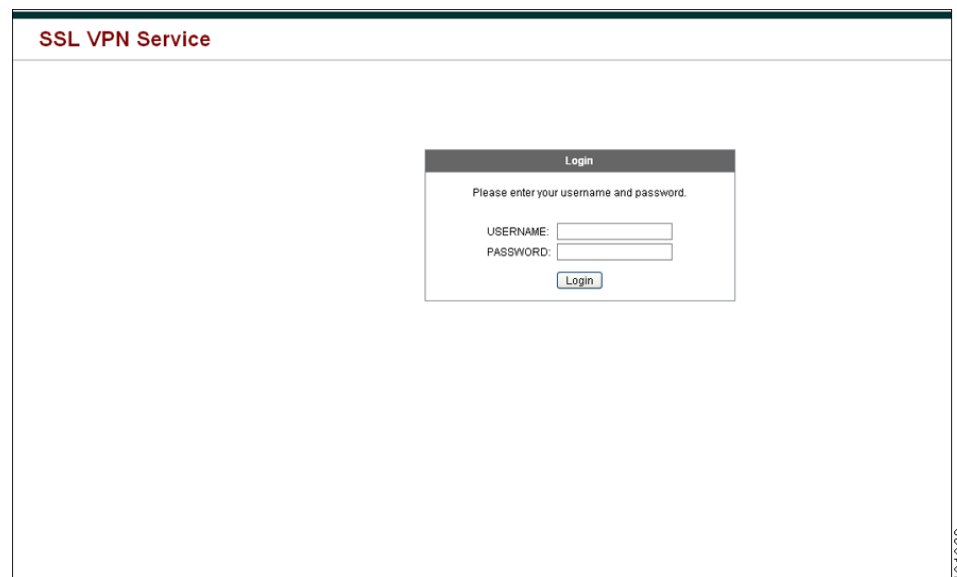 SSL VPN Service
Login
Please enter your username and password.
USERNAME:
PASSWORD:
Login